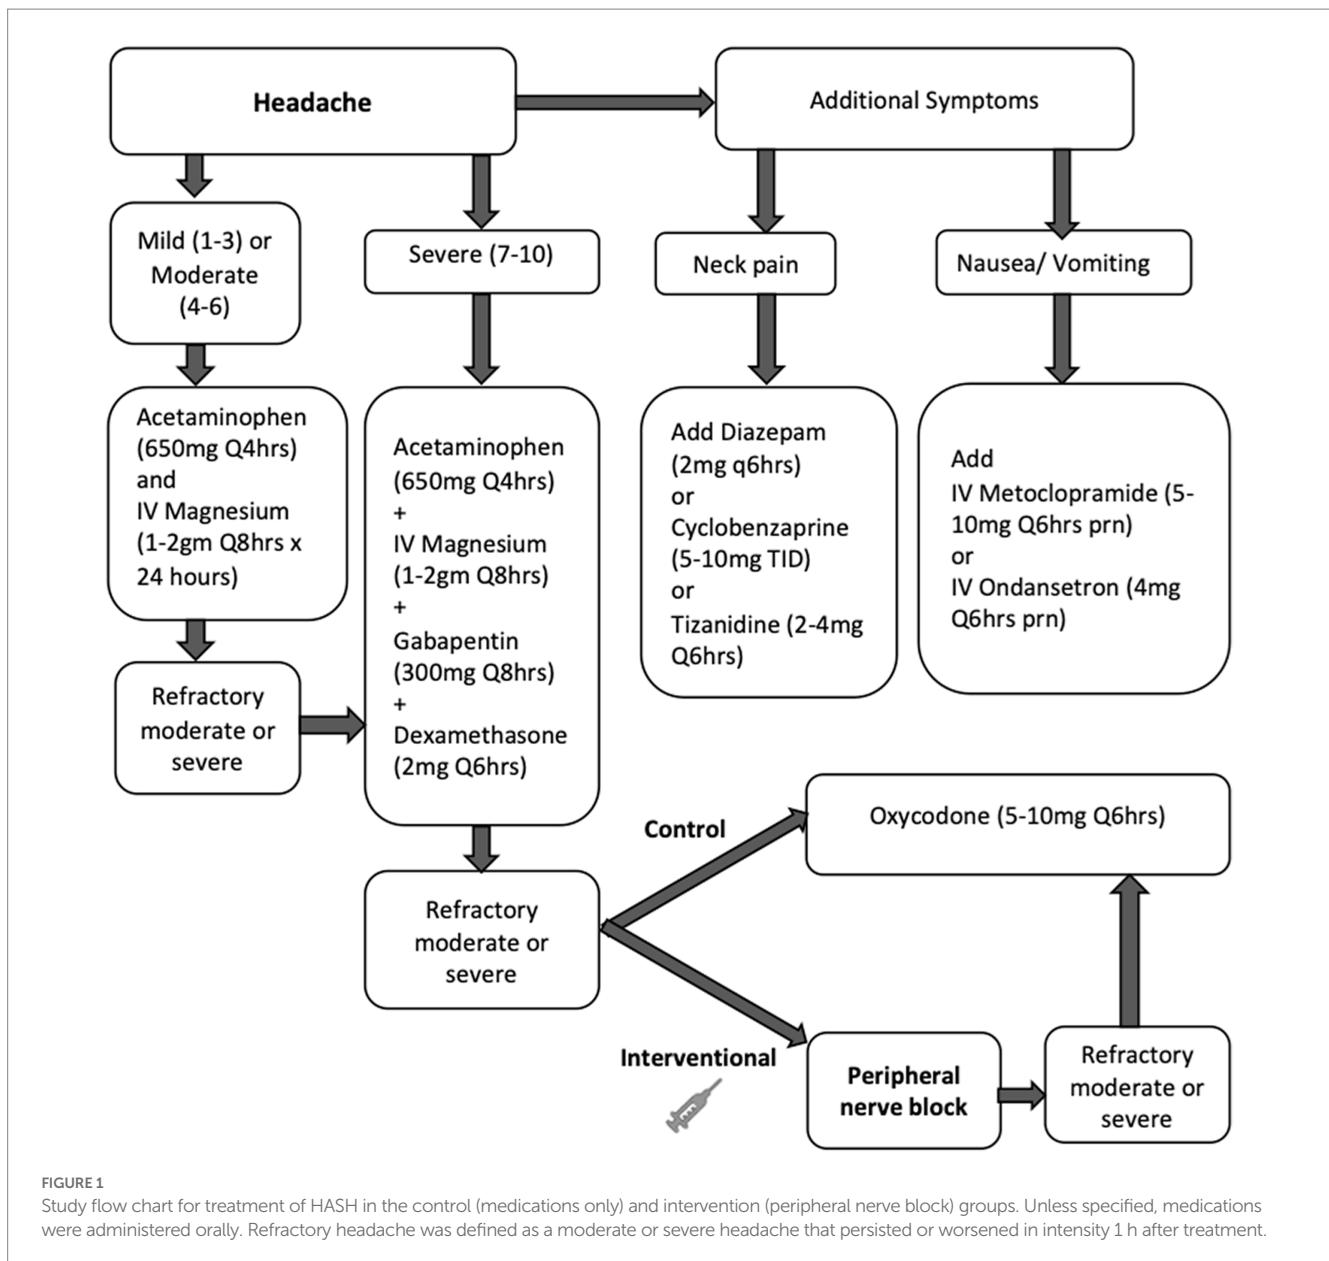 Headache
Additional Symptoms
Mild (1-3) or
Moderate
(4-6)
Severe (7-10)
Neck pain
Nausea/ Vomiting
Acetaminophen
(650mg Q4hrs)
and
IV Magnesium
(1-2gm Q8hrs x
24 hours)
Acetaminophen
(650mg Q4hrs)
+
IV Magnesium
(1-2gm Q8hrs)
+
Gabapentin
(300mg Q8hrs)
+
Dexamethasone
(2mg Q6hrs)
Add Diazepam
(2mg q6hrs)
or
Cyclobenzaprine
(5-10mg TID)
or
Tizanidine (2-4mg
Q6hrs)
Add
IV Metoclopramide (5-
10mg Q6hrs prn)
or
IV Ondansetron (4mg
Q6hrs prn)
Refractory
moderate or
severe
Refractory
moderate or
severe
Control
Oxycodone (5-10mg Q6hrs)
Interventional
Peripheral
nerve block
Refractory
moderate or
severe
FIGURE 1
Study flow chart for treatment of HASH in the control (medications only) and intervention (peripheral nerve block) groups. Unless specified, medications
were administered orally. Refractory headache was defined as a moderate or severe headache that persisted or worsened in intensity 1 h after treatment.